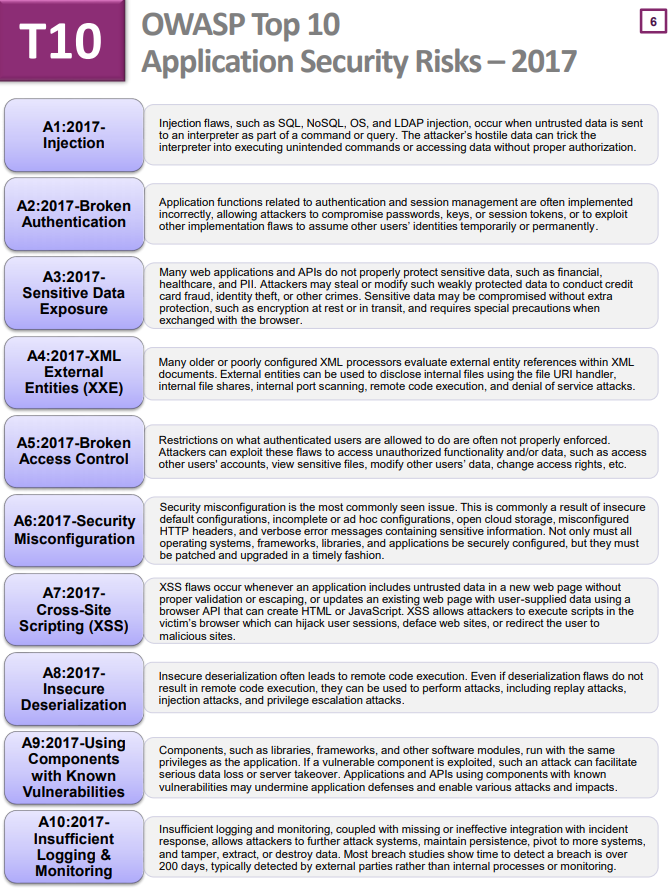 T10
OWASP Top 10
Application Security Risks – 2017
6
A1:2017-
Injection
Injection flaws, such as SQL, NoSQL, OS, and LDAP injection, occur when untrusted data is sent
to an interpreter as part of a command or query. The attacker's hostile data can trick the
interpreter into executing unintended commands or accessing data without proper authorization.
A2:2017-Broken
Authentication
Application functions related to authentication and session management are often implemented
incorrectly, allowing attackers to compromise passwords, keys, or session tokens, or to exploit
other implementation flaws to assume other users' identities temporarily or permanently.
A3:2017-
Sensitive Data
Exposure
Many web applications and APIs do not properly protect sensitive data, such as financial,
healthcare, and PII. Attackers may steal or modify such weakly protected data to conduct credit
card fraud, identity theft, or other crimes. Sensitive data may be compromised without extra
protection, such as encryption at rest or in transit, and requires special precautions when
exchanged with the browser.
A4:2017-XML
External
Entities (XXE)
Many older or poorly configured XML processors evaluate external entity references within XML
documents. External entities can be used to disclose internal files using the file URI handler,
internal file shares, internal port scanning, remote code execution, and denial of service attacks.
A5:2017-Broken
Access Control
Restrictions on what authenticated users are allowed to do are often not properly enforced.
Attackers can exploit these flaws to access unauthorized functionality and/or data, such as access
other users' accounts, view sensitive files, modify other users' data, change access rights, etc.
A6:2017-Security
Misconfiguration
Security misconfiguration is the most commonly seen issue. This is commonly a result of insecure
default configurations, incomplete or ad hoc configurations, open cloud storage, misconfigured
HTTP headers, and verbose error messages containing sensitive information. Not only must all
operating systems, frameworks, libraries, and applications be securely configured, but they must
be patched and upgraded in a timely fashion.
A7:2017-
Cross-Site
Scripting (XSS)
XSS flaws occur whenever an application includes untrusted data in a new web page without
proper validation or escaping, or updates an existing web page with user-supplied data using a
browser API that can create HTML or JavaScript. XSS allows attackers to execute scripts in the
victim's browser which can hijack user sessions, deface web sites, or redirect the user to
malicious sites.
A8:2017-
Insecure
Deserialization
Insecure deserialization often leads to remote code execution. Even if deserialization flaws do not
result in remote code execution, they can be used to perform attacks, including replay attacks,
injection attacks, and privilege escalation attacks.
A9:2017-Using
Components
with Known
Vulnerabilities
Components, such as libraries, frameworks, and other software modules, run with the same
privileges as the application. If a vulnerable component is exploited, such an attack can facilitate
serious data loss or server takeover. Applications and APIs using components with known
vulnerabilities may undermine application defenses and enable various attacks and impacts.
A10:2017-
Insufficient
Logging &
Monitoring
Insufficient logging and monitoring, coupled with missing or ineffective integration with incident
response, allows attackers to further attack systems, maintain persistence, pivot to more systems,
and tamper, extract, or destroy data. Most breach studies show time to detect a breach is over
200 days, typically detected by external parties rather than internal processes or monitoring.